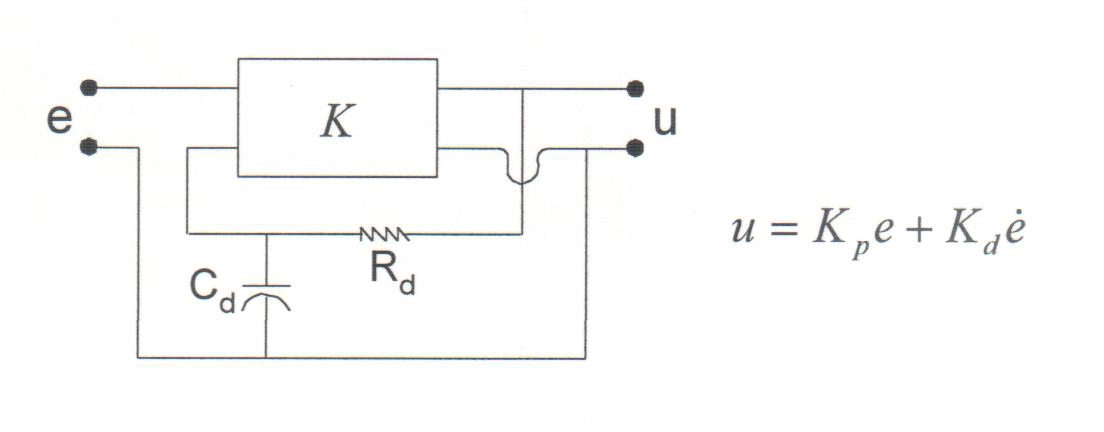 K
e
u
u = K_p e + K_d ė
R_d
C_d